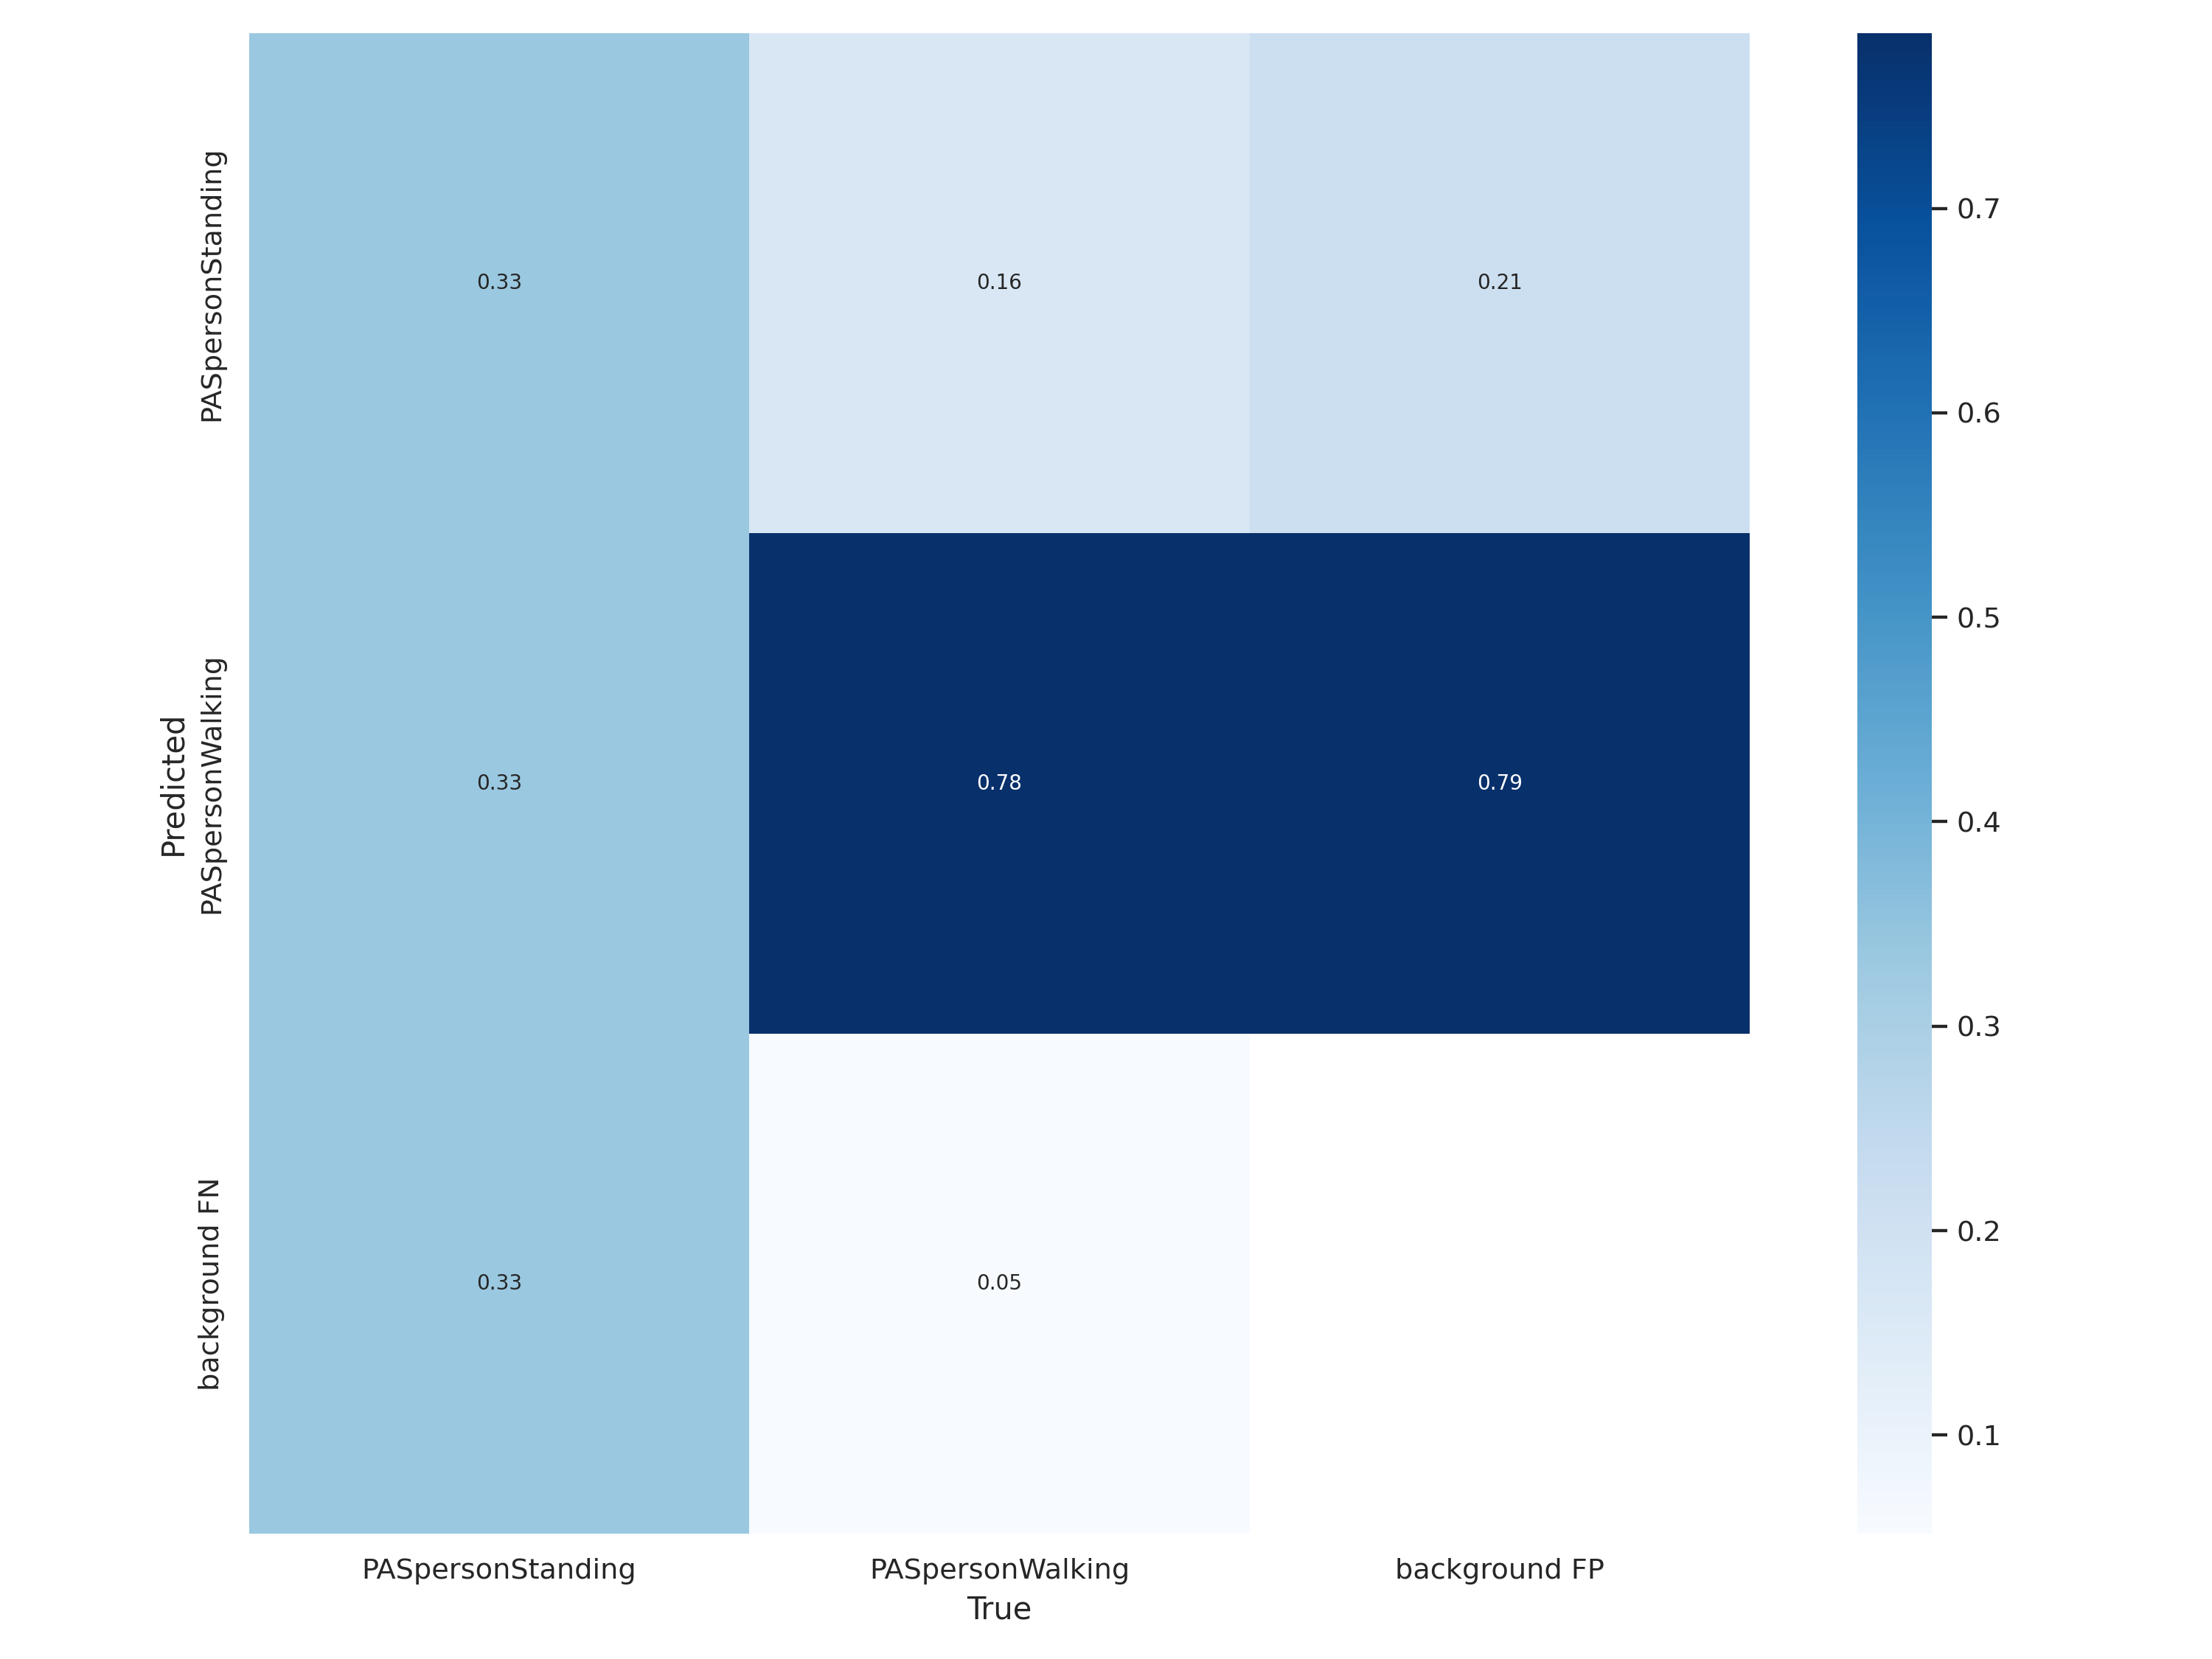 Predicted
PASpersonStanding
PASpersonWalking
background FN
0.33
0.16
0.21
0.33
0.78
0.79
0.33
0.05
PASpersonStanding
PASpersonWalking
background FP
True
0.7
0.6
0.5
0.4
0.3
0.2
0.1